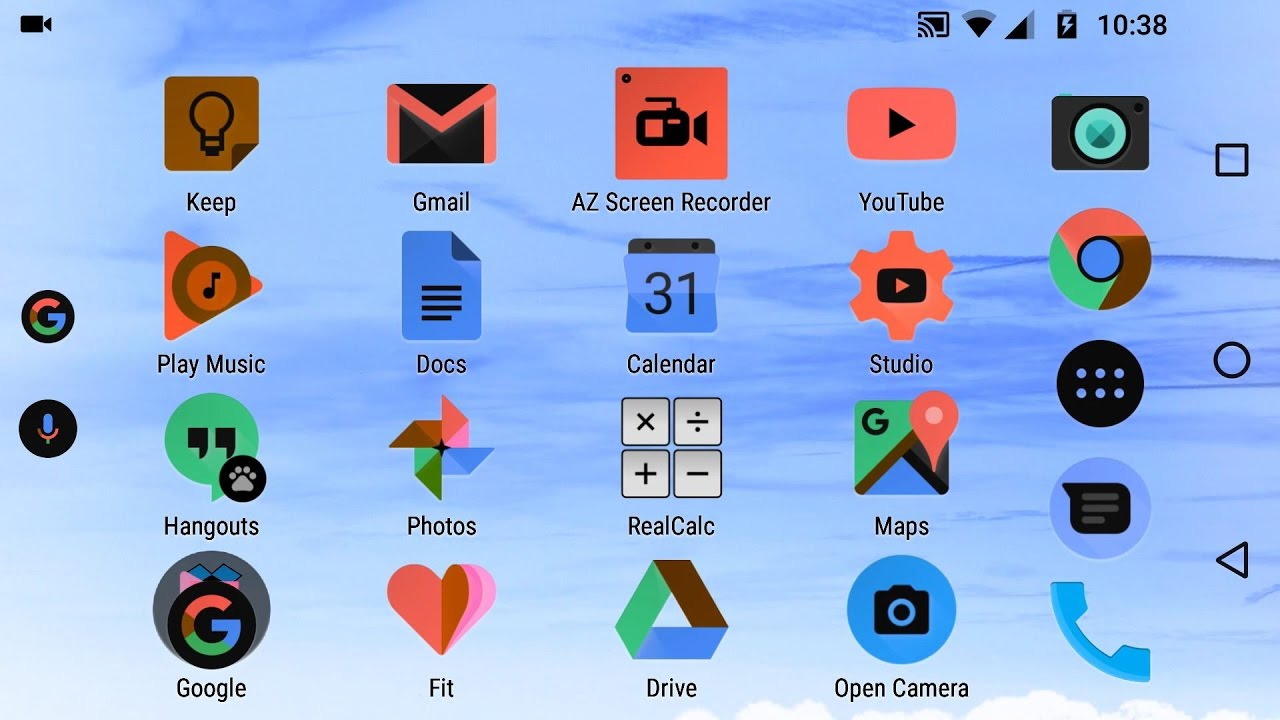 10:38
Keep
Gmail
AZ Screen Recorder
YouTube
31
Play Music
Docs
Calendar
Studio
G
× ÷
G
+ −
Hangouts
Photos
RealCalc
Maps
G
Google
Fit
Drive
Open Camera